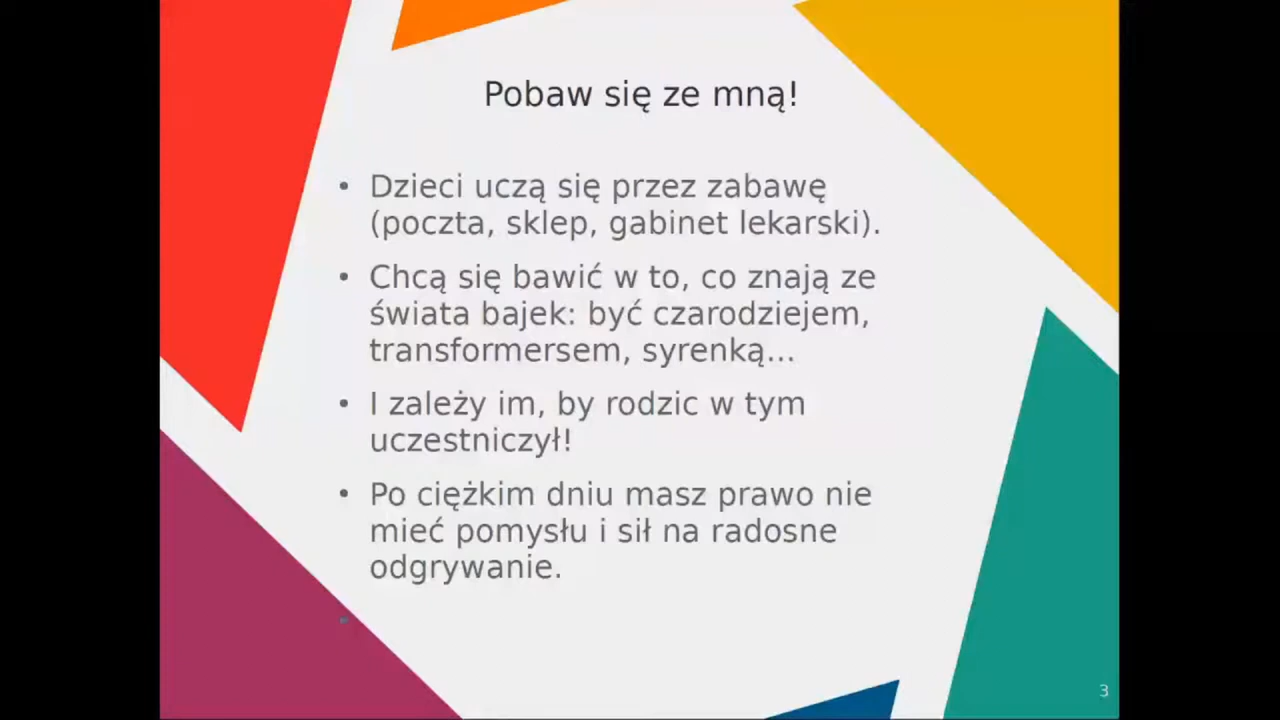 Pobaw się ze mną!
• Dzieci uczą się przez zabawę
(poczta, sklep, gabinet lekarski).
• Chcą się bawić w to, co znają ze
świata bajek: być czarodziejem,
transformersem, syrenką...
• I zależy im, by rodzic w tym
uczestniczył!
• Po ciężkim dniu masz prawo nie
mieć pomysłu i sił na radosne
odgrywanie.
3